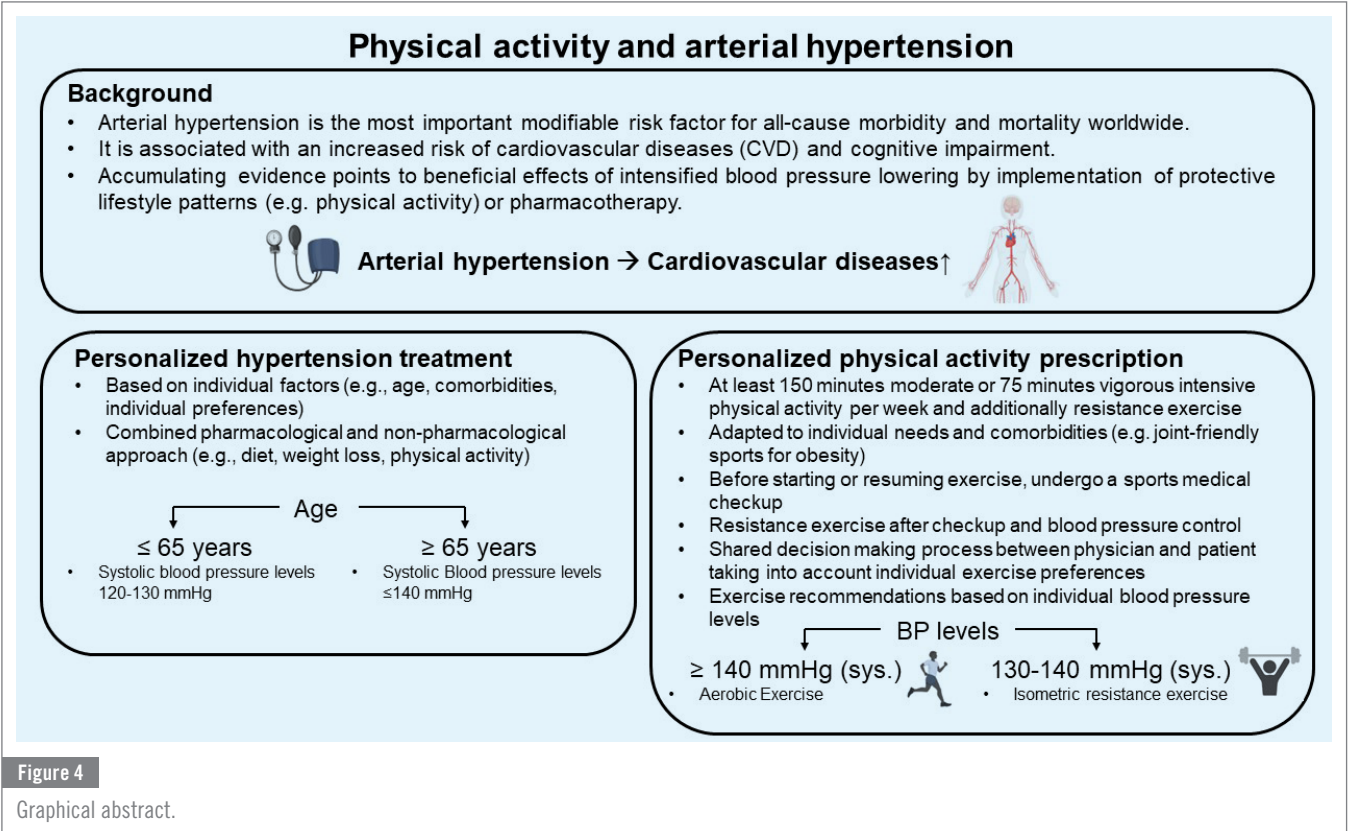 Physical activity and arterial hypertension
Background
• Arterial hypertension is the most important modifiable risk factor for all-cause morbidity and mortality worldwide.
• It is associated with an increased risk of cardiovascular diseases (CVD) and cognitive impairment.
• Accumulating evidence points to beneficial effects of intensified blood pressure lowering by implementation of protective
lifestyle patterns (e.g. physical activity) or pharmacotherapy.
Arterial hypertension → Cardiovascular diseases↑
Personalized hypertension treatment
• Based on individual factors (e.g., age, comorbidities,
individual preferences)
• Combined pharmacological and non-pharmacological
approach (e.g., diet, weight loss, physical activity)
Age
≤ 65 years
• Systolic blood pressure levels
120-130 mmHg
≥ 65 years
• Systolic Blood pressure levels
≤140 mmHg
Personalized physical activity prescription
• At least 150 minutes moderate or 75 minutes vigorous intensive
physical activity per week and additionally resistance exercise
• Adapted to individual needs and comorbidities (e.g. joint-friendly
sports for obesity)
• Before starting or resuming exercise, undergo a sports medical
checkup
• Resistance exercise after checkup and blood pressure control
• Shared decision making process between physician and patient
taking into account individual exercise preferences
• Exercise recommendations based on individual blood pressure
levels
BP levels
≥ 140 mmHg (sys.)
• Aerobic Exercise
130-140 mmHg (sys.)
• Isometric resistance exercise
Figure 4
Graphical abstract.